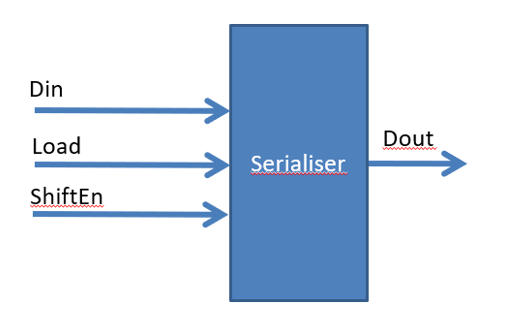 Din
Load
ShiftEn
Serialiser
Dout